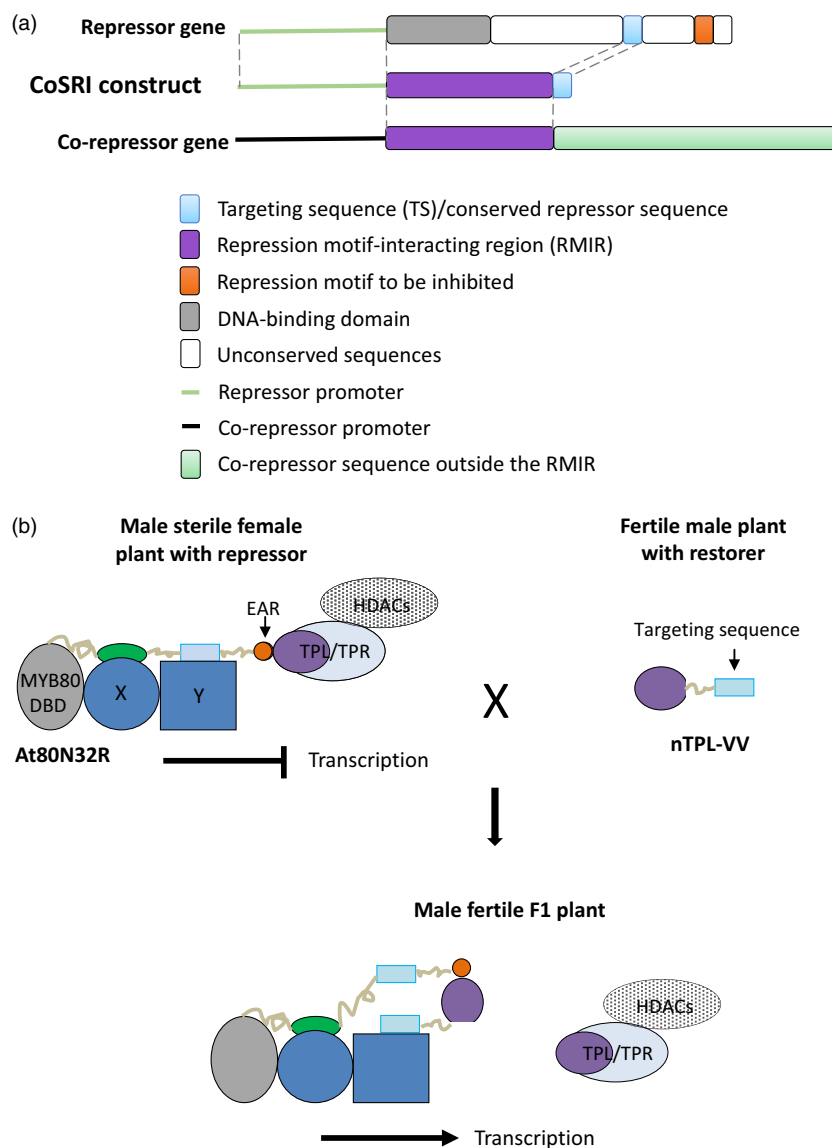 (a)
Repressor gene
CoSRI construct
Co-repressor gene
Targeting sequence (TS)/conserved repressor sequence
Repression motif-interacting region (RMIR)
Repression motif to be inhibited
DNA-binding domain
Unconserved sequences
Repressor promoter
Co-repressor promoter
Co-repressor sequence outside the RMIR
(b)
Male sterile female
plant with repressor
Fertile male plant
with restorer
EAR
HDACs
TPL/TPR
Targeting sequence
MYB80
DBD
X
Y
X
nTPL-VV
At80N32R
Transcription
Male fertile F1 plant
HDACs
TPL/TPR
Transcription